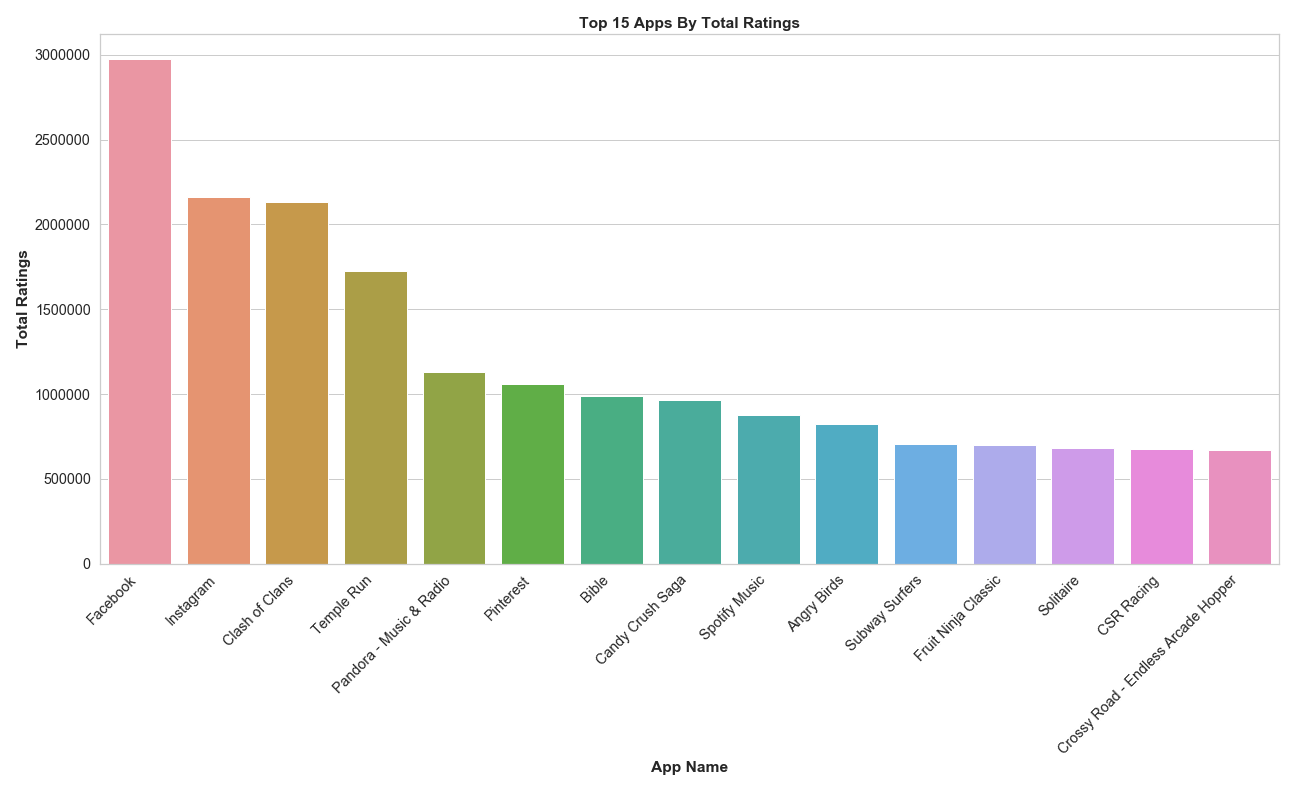 Top 15 Apps By Total Ratings
3000000
2500000
2000000
1500000
1000000
500000
0
Total Ratings
Facebook
Instagram
Clash of Clans
Temple Run
Pandora - Music & Radio
Pinterest
Bible
Candy Crush Saga
Spotify Music
Angry Birds
Subway Surfers
Fruit Ninja Classic
Solitaire
CSR Racing
Crossy Road - Endless Arcade Hopper
App Name